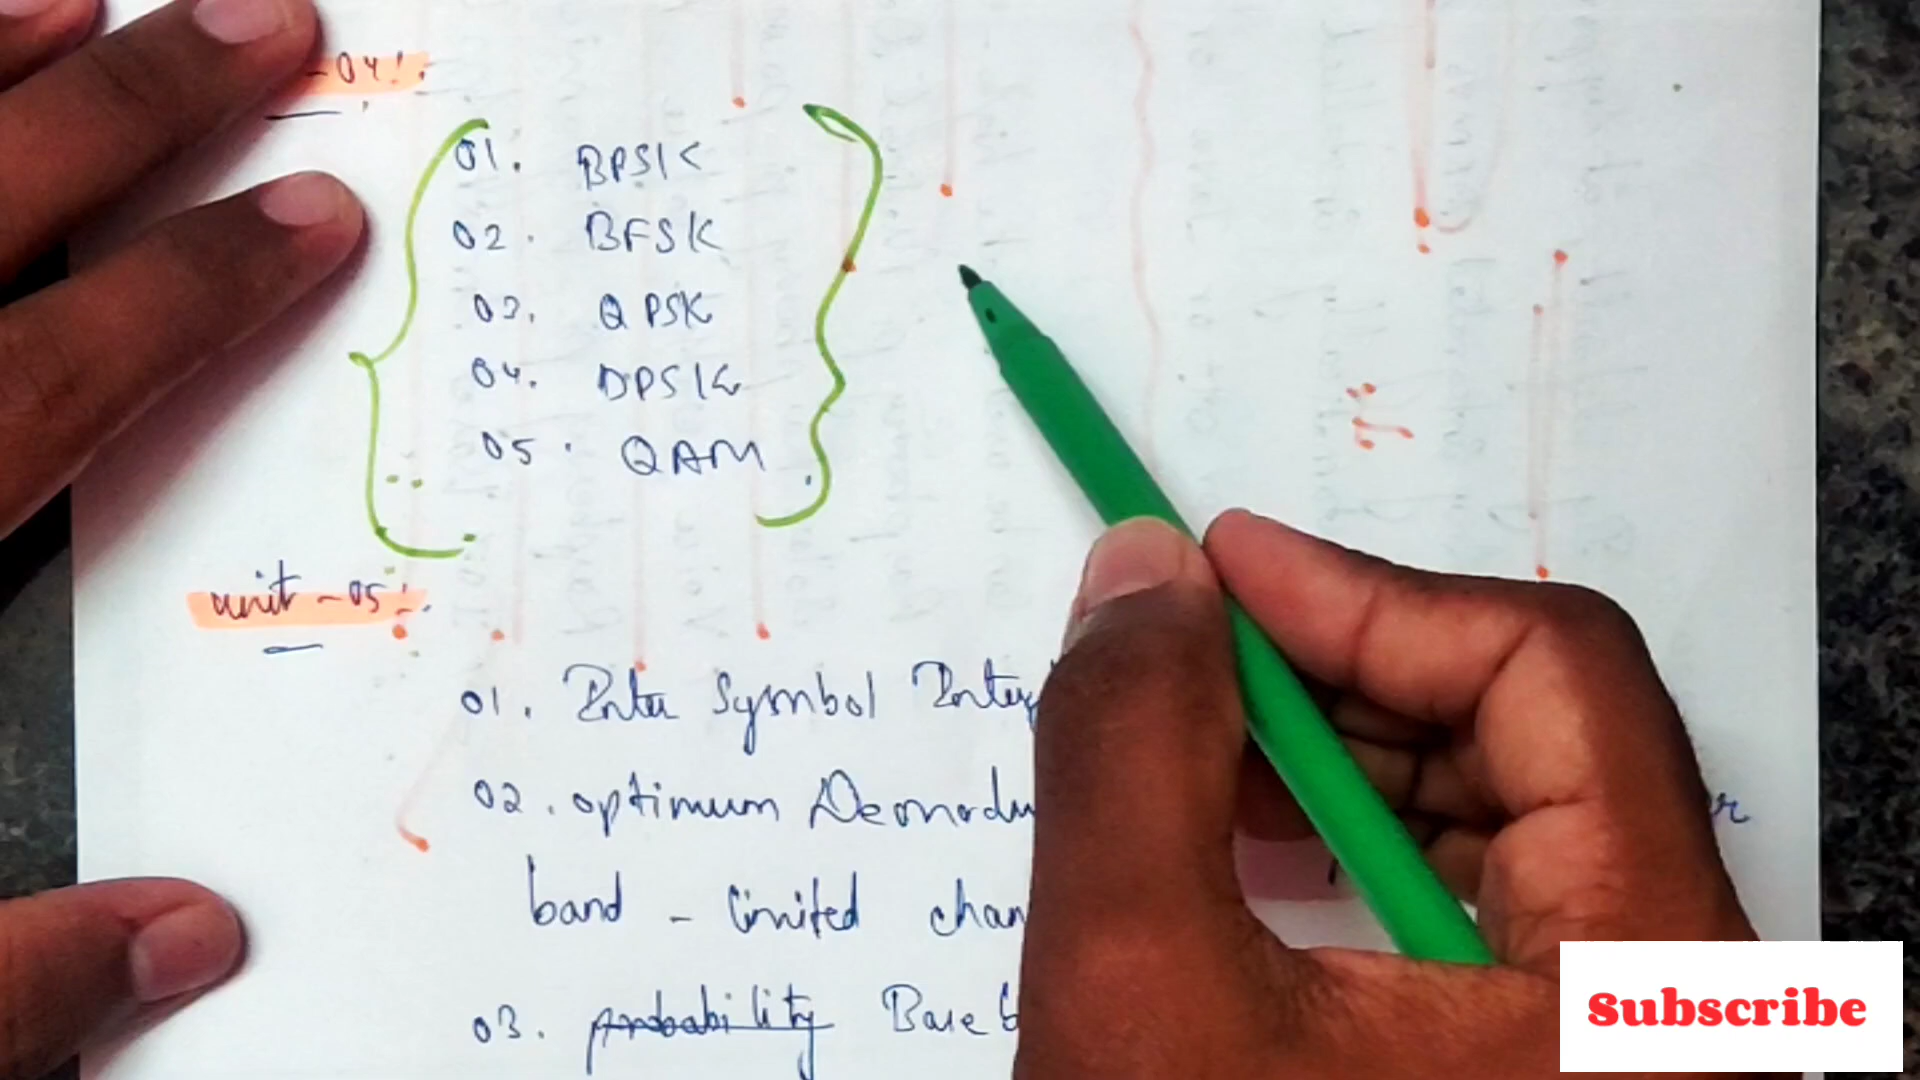 -04:
01. BPSK
02. BFSK
03. QPSK
04. DPSK
05. QAM
unit-05:
01. Inter Symbol
02. optimum
band-limited
03. probability Base
Subscribe